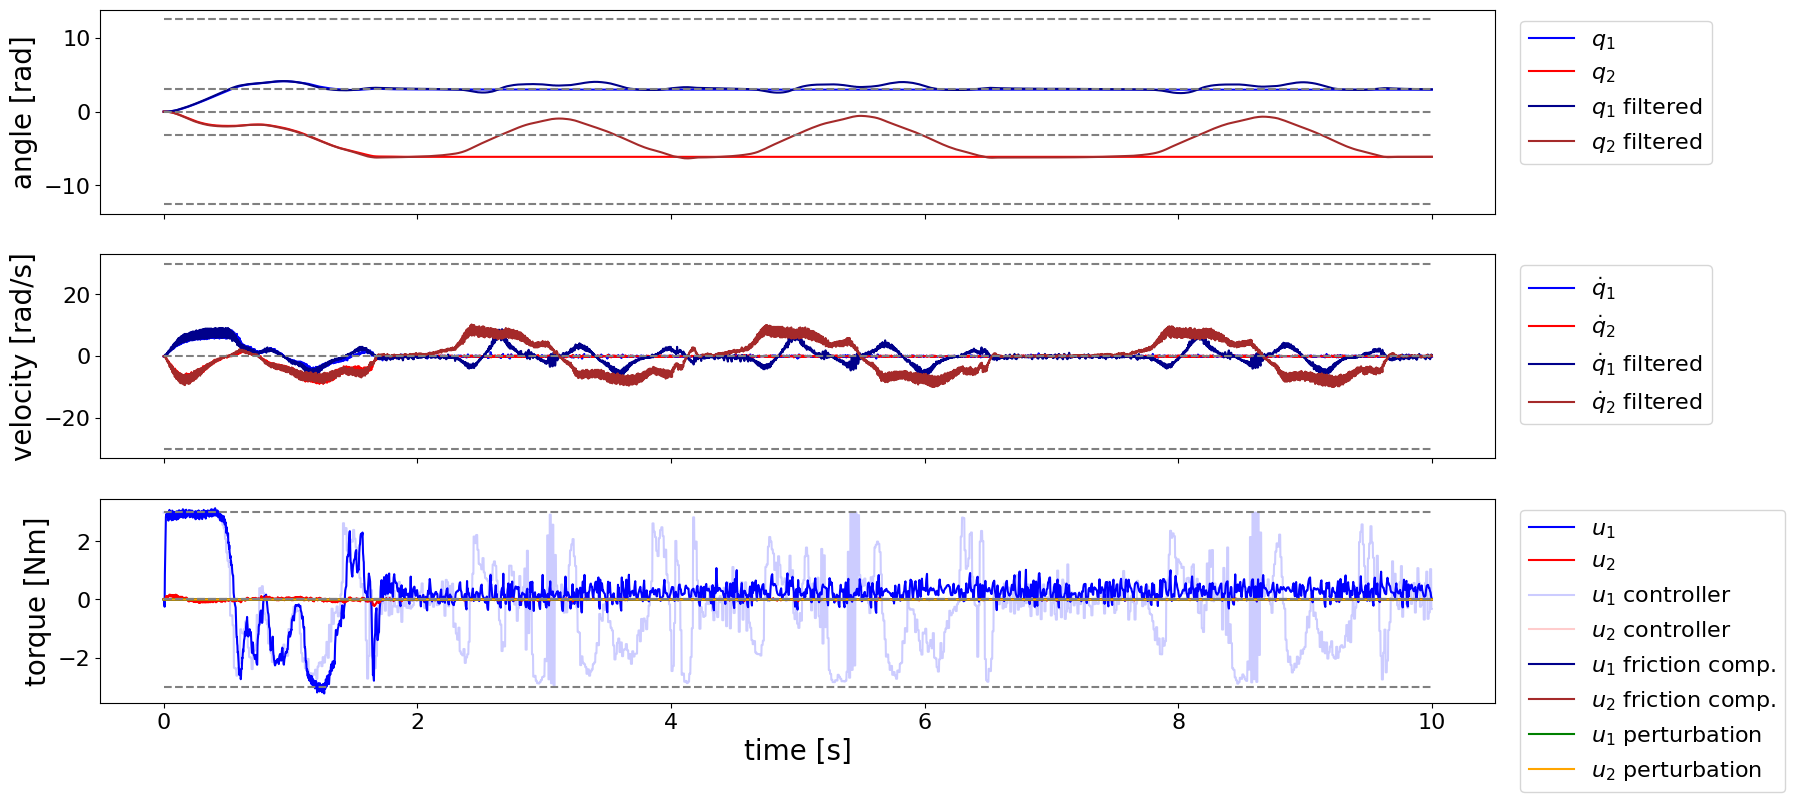 angle [rad]
10
0
−10
q₁
q₂
q₁ filtered
q₂ filtered
velocity [rad/s]
20
0
−20
q̇₁
q̇₂
q̇₁ filtered
q̇₂ filtered
torque [Nm]
2
0
−2
0 2 4 6 8 10
time [s]
u₁
u₂
u₁ controller
u₂ controller
u₁ friction comp.
u₂ friction comp.
u₁ perturbation
u₂ perturbation